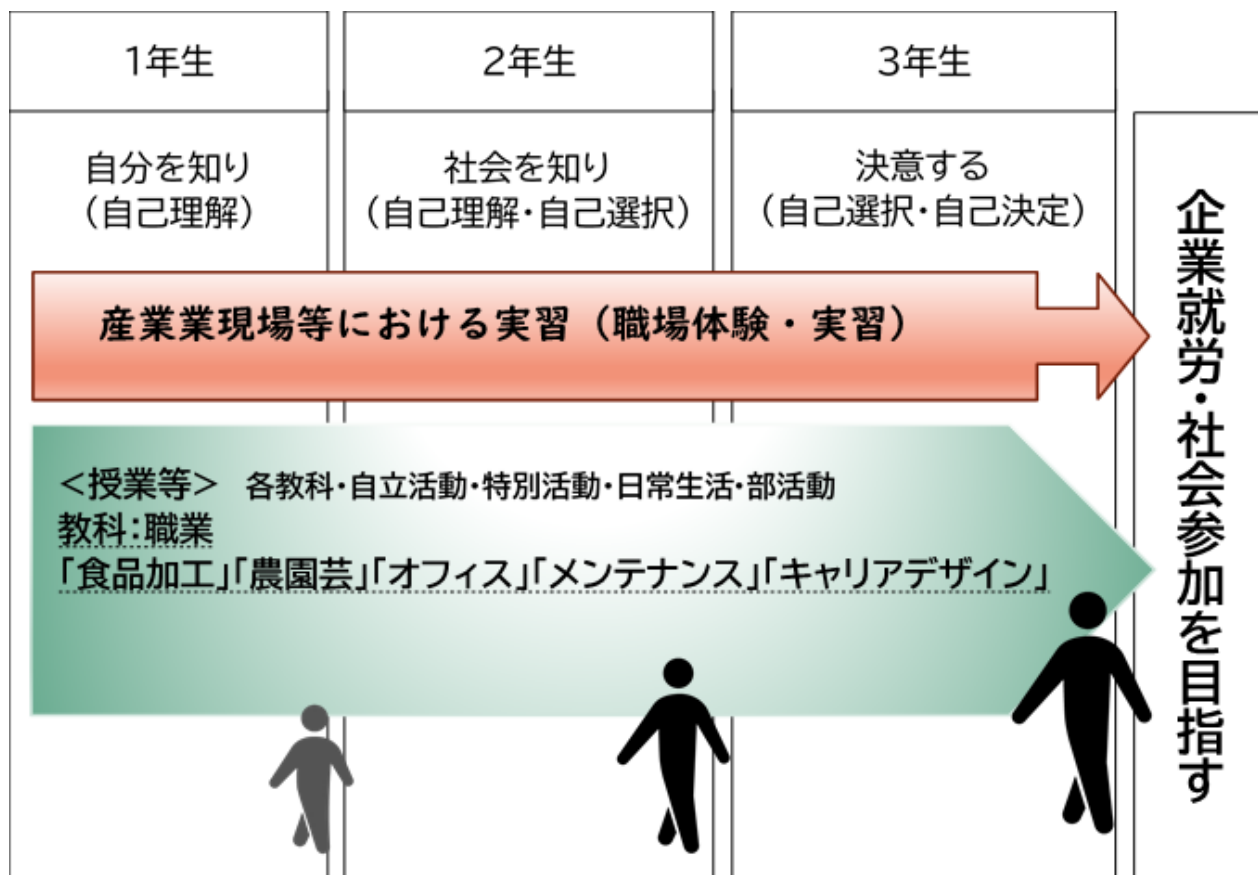 1年生
2年生
3年生
自分を知り
(自己理解)
社会を知り
(自己理解・自己選択)
決意する
(自己選択・自己決定)
産業業現場等における実習(職場体験・実習)
<授業等> 各教科・自立活動・特別活動・日常生活・部活動
教科:職業
「食品加工」「農園芸」「オフィス」「メンテナンス」「キャリアデザイン」
企業就労・社会参加を目指す